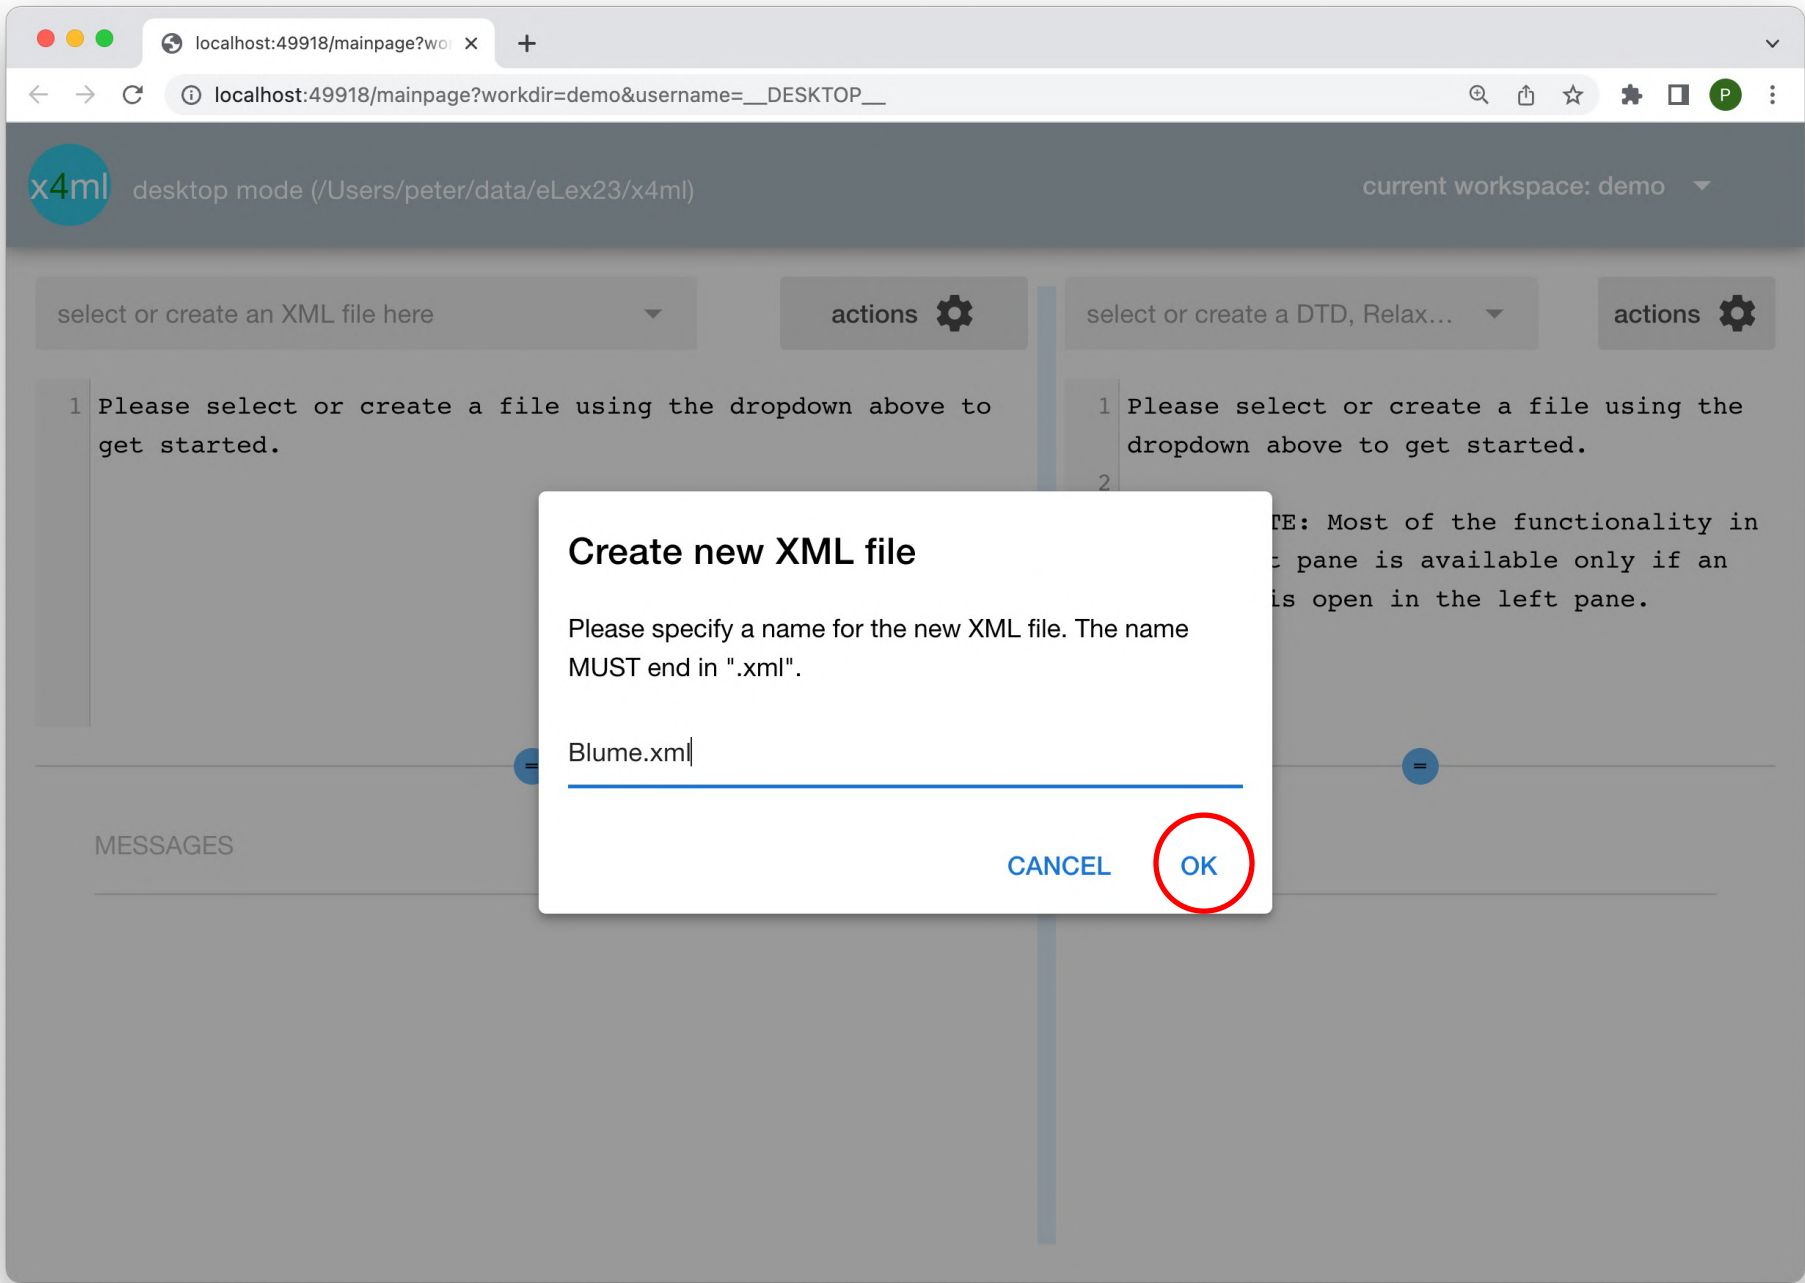 localhost:49918/mainpage?wo
localhost:49918/mainpage?workdir=demo&username=__DESKTOP__
P
x4ml
desktop mode (/Users/peter/data/eLex23/x4ml)
current workspace: demo
select or create an XML file here
actions
select or create a DTD, Relax…
actions
1 Please select or create a file using the dropdown above to
get started.
1 Please select or create a file using the
dropdown above to get started.
2
TE: Most of the functionality in
pane is available only if an
is open in the left pane.
Create new XML file
Please specify a name for the new XML file. The name
MUST end in ".xml".
Blume.xml
=
=
MESSAGES
CANCEL
OK